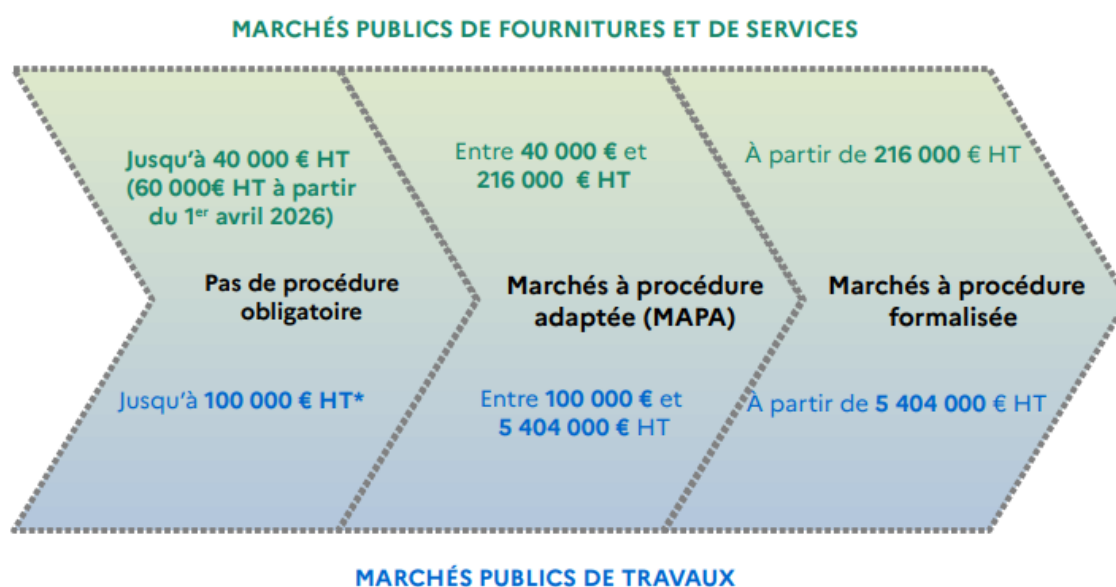 MARCHÉS PUBLICS DE FOURNITURES ET DE SERVICES
Jusqu'à 40 000 € HT
(60 000€ HT à partir
du 1er avril 2026)
Entre 40 000 € et
216 000 € HT
À partir de 216 000 € HT
Pas de procédure
obligatoire
Marchés à procédure
adaptée (MAPA)
Marchés à procédure
formalisée
Jusqu'à 100 000 € HT*
Entre 100 000 € et
5 404 000 € HT
À partir de 5 404 000 € HT
MARCHÉS PUBLICS DE TRAVAUX